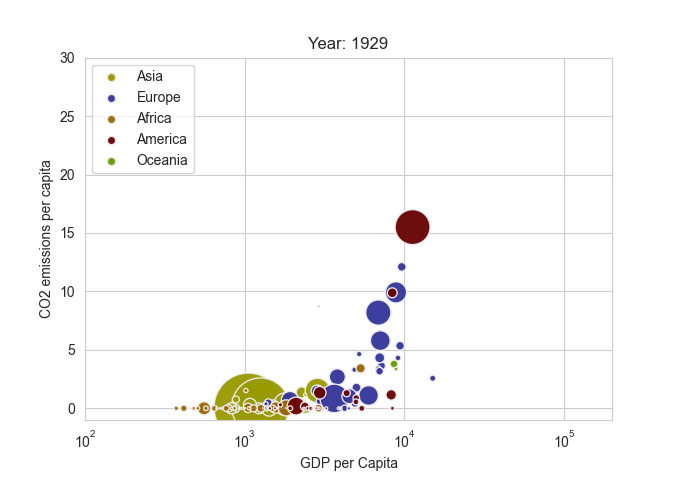 Year: 1929
CO2 emissions per capita
30
25
20
15
10
5
0
Asia
Europe
Africa
America
Oceania
10²
10³
10⁴
10⁵
GDP per Capita